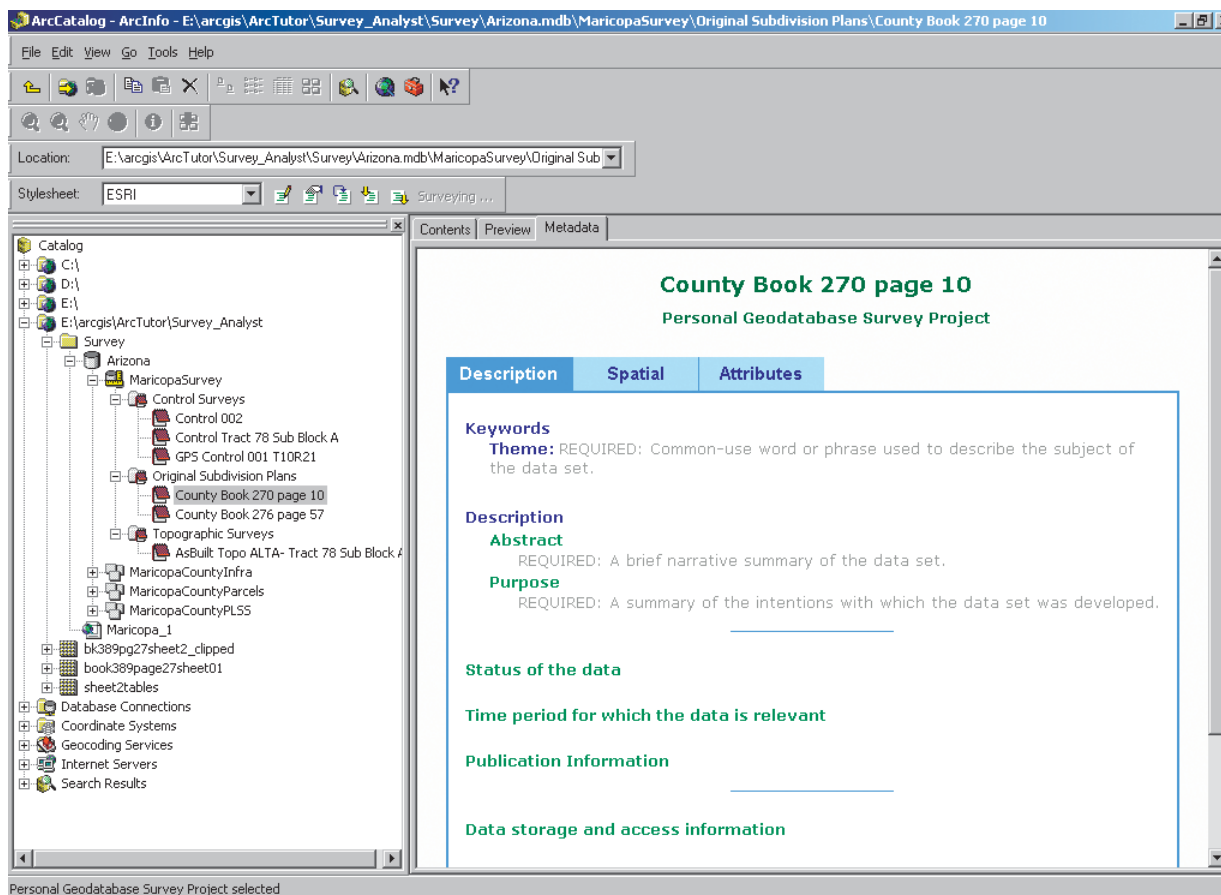 ArcCatalog - ArcInfo - E:\arcgis\ArcTutor\Survey_Analyst\Survey\Arizona.mdb\MaricopaSurvey\Original Subdivision Plans\County Book 270 page 10
File Edit View Go Tools Help
Location: E:\arcgis\ArcTutor\Survey_Analyst\Survey\Arizona.mdb\MaricopaSurvey\Original Sub
Stylesheet: ESRI Surveying ...
Contents Preview Metadata
Catalog
C:\
D:\
E:\
E:\arcgis\ArcTutor\Survey_Analyst
Survey
Arizona
MaricopaSurvey
Control Surveys
Control 002
Control Tract 78 Sub Block A
GPS Control 001 T10R21
Original Subdivision Plans
County Book 270 page 10
County Book 276 page 57
Topographic Surveys
AsBuilt Topo ALTA- Tract 78 Sub Block A
MaricopaCountyInfra
MaricopaCountyParcels
MaricopaCountyPLSS
Maricopa_1
bk389pg27sheet2_clipped
book389page27sheet01
sheet2tables
Database Connections
Coordinate Systems
Geocoding Services
Internet Servers
Search Results
County Book 270 page 10
Personal Geodatabase Survey Project
Description Spatial Attributes
Keywords
Theme: REQUIRED: Common-use word or phrase used to describe the subject of
the data set.
Description
Abstract
REQUIRED: A brief narrative summary of the data set.
Purpose
REQUIRED: A summary of the intentions with which the data set was developed.
Status of the data
Time period for which the data is relevant
Publication Information
Data storage and access information
Personal Geodatabase Survey Project selected